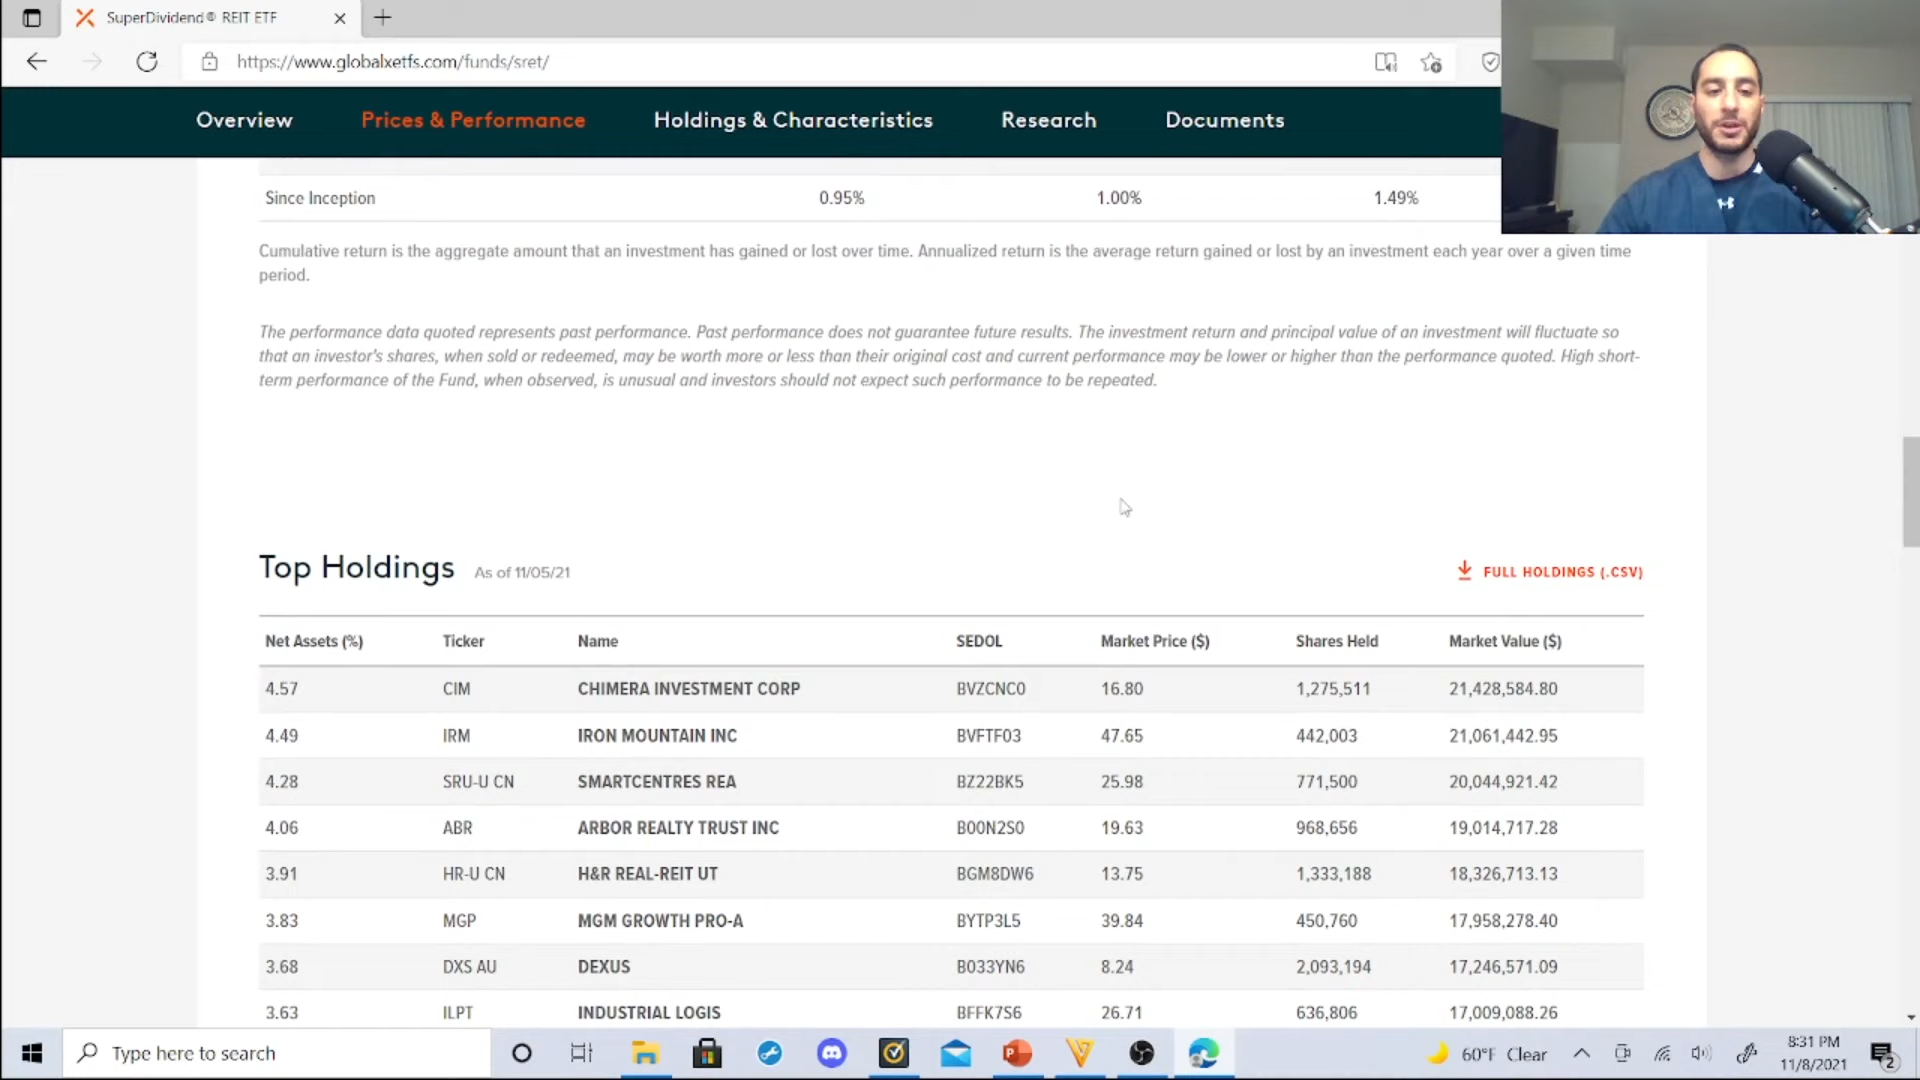 SuperDividend® REIT ETF
https://www.globalxetfs.com/funds/sret/
Overview Prices & Performance Holdings & Characteristics Research Documents
Since Inception 0.95% 1.00% 1.49%
Cumulative return is the aggregate amount that an investment has gained or lost over time. Annualized return is the average return gained or lost by an investment each year over a given time
period.
The performance data quoted represents past performance. Past performance does not guarantee future results. The investment return and principal value of an investment will fluctuate so
that an investor's shares, when sold or redeemed, may be worth more or less than their original cost and current performance may be lower or higher than the performance quoted. High short-
term performance of the Fund, when observed, is unusual and investors should not expect such performance to be repeated.
Top Holdings As of 11/05/21 FULL HOLDINGS (.CSV)
Net Assets (%) Ticker Name SEDOL Market Price ($) Shares Held Market Value ($)
4.57 CIM CHIMERA INVESTMENT CORP BVZCNC0 16.80 1,275,511 21,428,584.80
4.49 IRM IRON MOUNTAIN INC BVFTF03 47.65 442,003 21,061,442.95
4.28 SRU-U CN SMARTCENTRES REA BZ22BK5 25.98 771,500 20,044,921.42
4.06 ABR ARBOR REALTY TRUST INC B00N2S0 19.63 968,656 19,014,717.28
3.91 HR-U CN H&R REAL-REIT UT BGM8DW6 13.75 1,333,188 18,326,713.13
3.83 MGP MGM GROWTH PRO-A BYTP3L5 39.84 450,760 17,958,278.40
3.68 DXS AU DEXUS B033YN6 8.24 2,093,194 17,246,571.09
3.63 ILPT INDUSTRIAL LOGIS BFFK7S6 26.71 636,806 17,009,088.26
Type here to search
60°F Clear
8:31 PM
11/8/2021
2